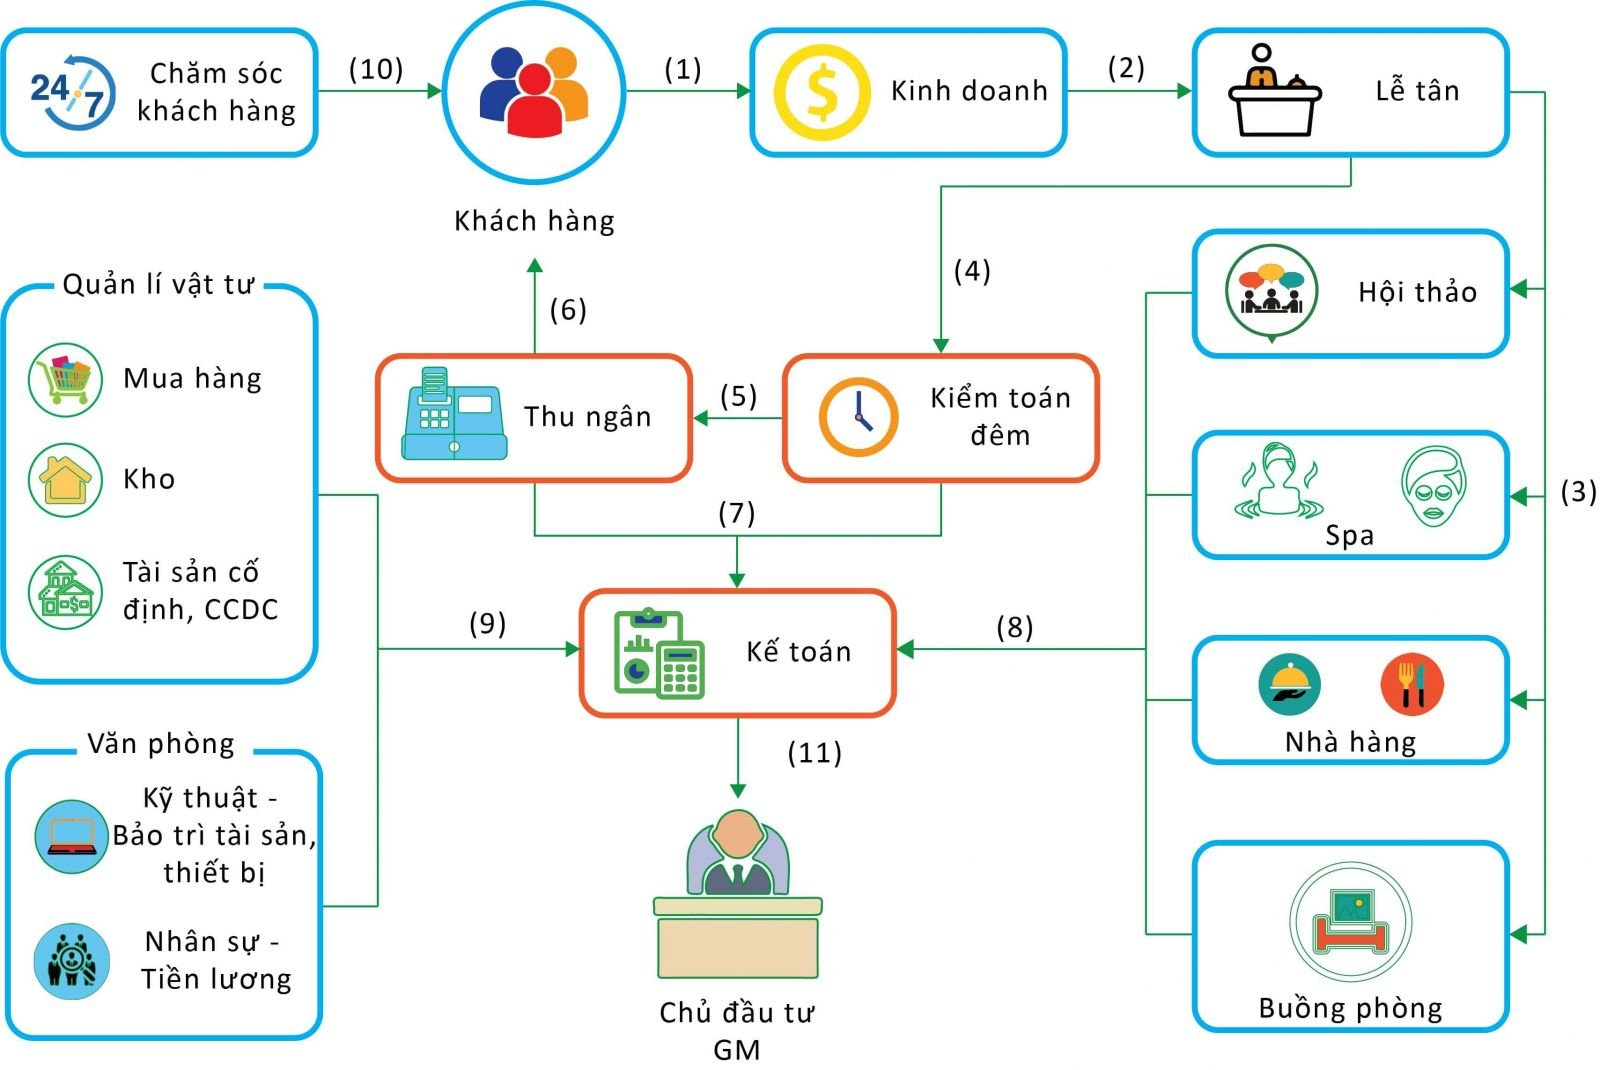 24/7
Chăm sóc
khách hàng
(10)
Khách hàng
(1)
$
Kinh doanh
(2)
Lễ tân
(3)
(4)
Hội thảo
Spa
Nhà hàng
Buồng phòng
Kiểm toán
đêm
(5)
Thu ngân
(6)
(7)
(8)
Kế toán
(9)
Quản lí vật tư
Mua hàng
Kho
$
Tài sản cố
định, CCDC
Văn phòng
Kỹ thuật -
Bảo trì tài sản,
thiết bị
Nhân sự -
Tiền lương
(11)
Chủ đầu tư
GM